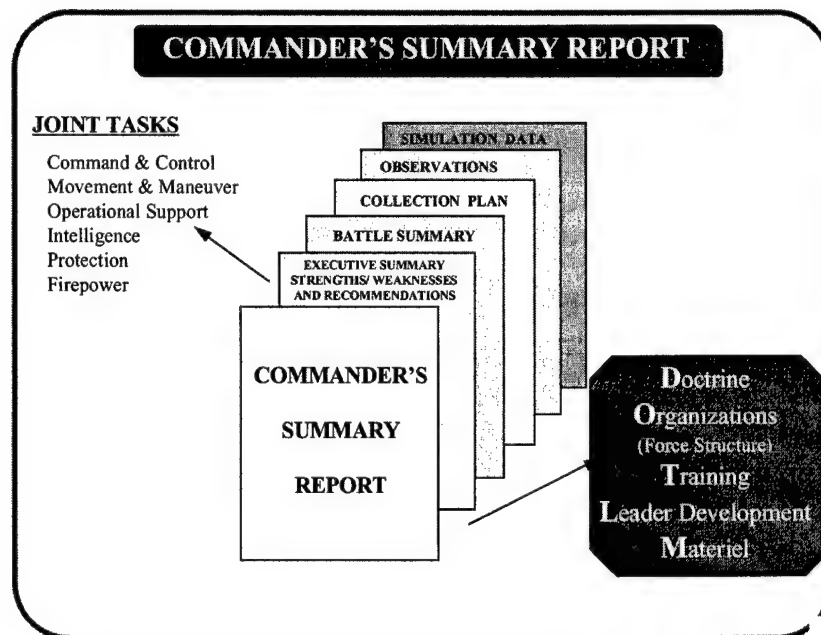 COMMANDER'S SUMMARY REPORT
JOINT TASKS
Command & Control
Movement & Maneuver
Operational Support
Intelligence
Protection
Firepower
SIMULATION DATA
OBSERVATIONS
COLLECTION PLAN
BATTLE SUMMARY
EXECUTIVE SUMMARY
STRENGTHS/ WEAKNESSES
AND RECOMMENDATIONS
COMMANDER'S
SUMMARY
REPORT
Doctrine
Organizations
(Force Structure)
Training
Leader Development
Materiel